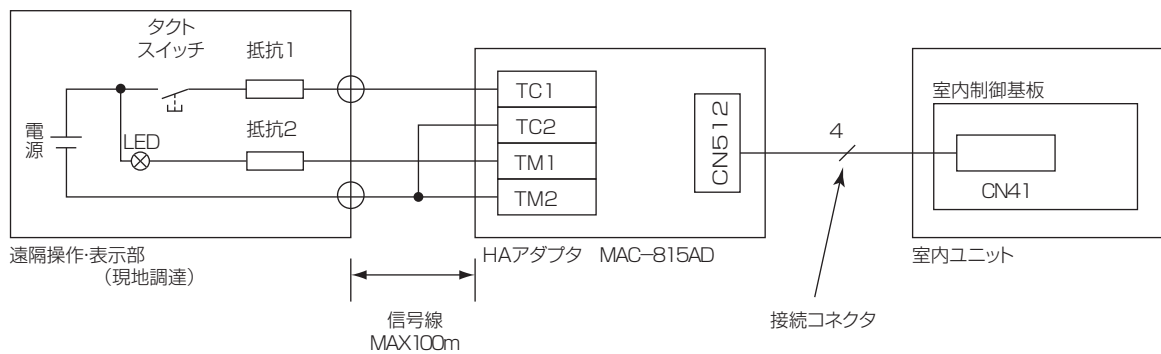 タクト
スイッチ
抵抗1
電源
LED
抵抗2
TC1
TC2
TM1
TM2
CN512
4
室内制御基板
CN41
遠隔操作・表示部
（現地調達）
HAアダプタ MAC-815AD
室内ユニット
信号線
MAX100m
接続コネクタ